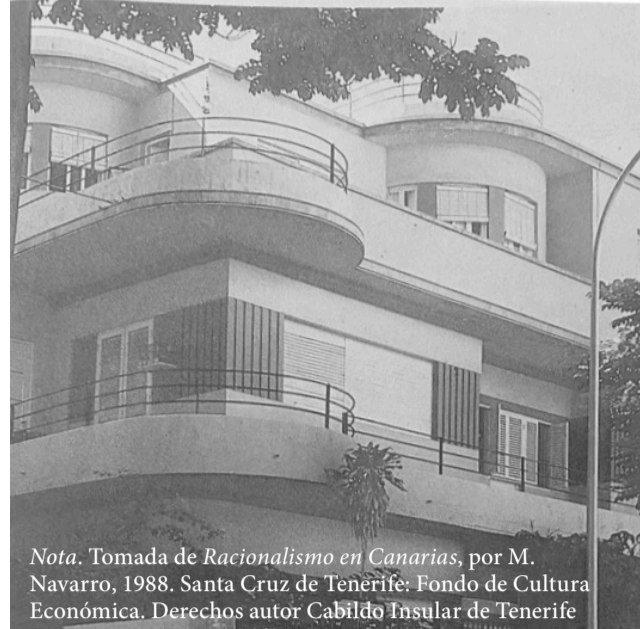 Nota. Tomada de Racionalismo en Canarias, por M.
Navarro, 1988. Santa Cruz de Tenerife: Fondo de Cultura
Económica. Derechos autor Cabildo Insular de Tenerife